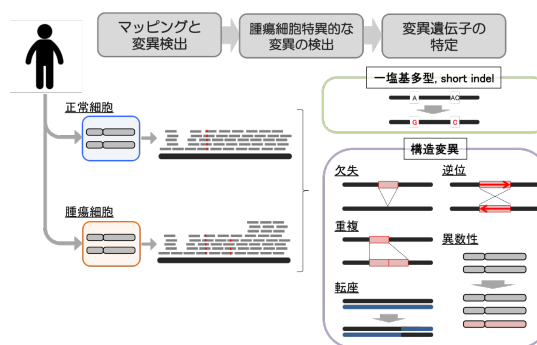 マッピングと
変異検出
腫瘍細胞特異的な
変異の検出
変異遺伝子の
特定
正常細胞
腫瘍細胞
一塩基多型, short indel
A
AC
G
C
構造変異
欠失
逆位
重複
異数性
転座